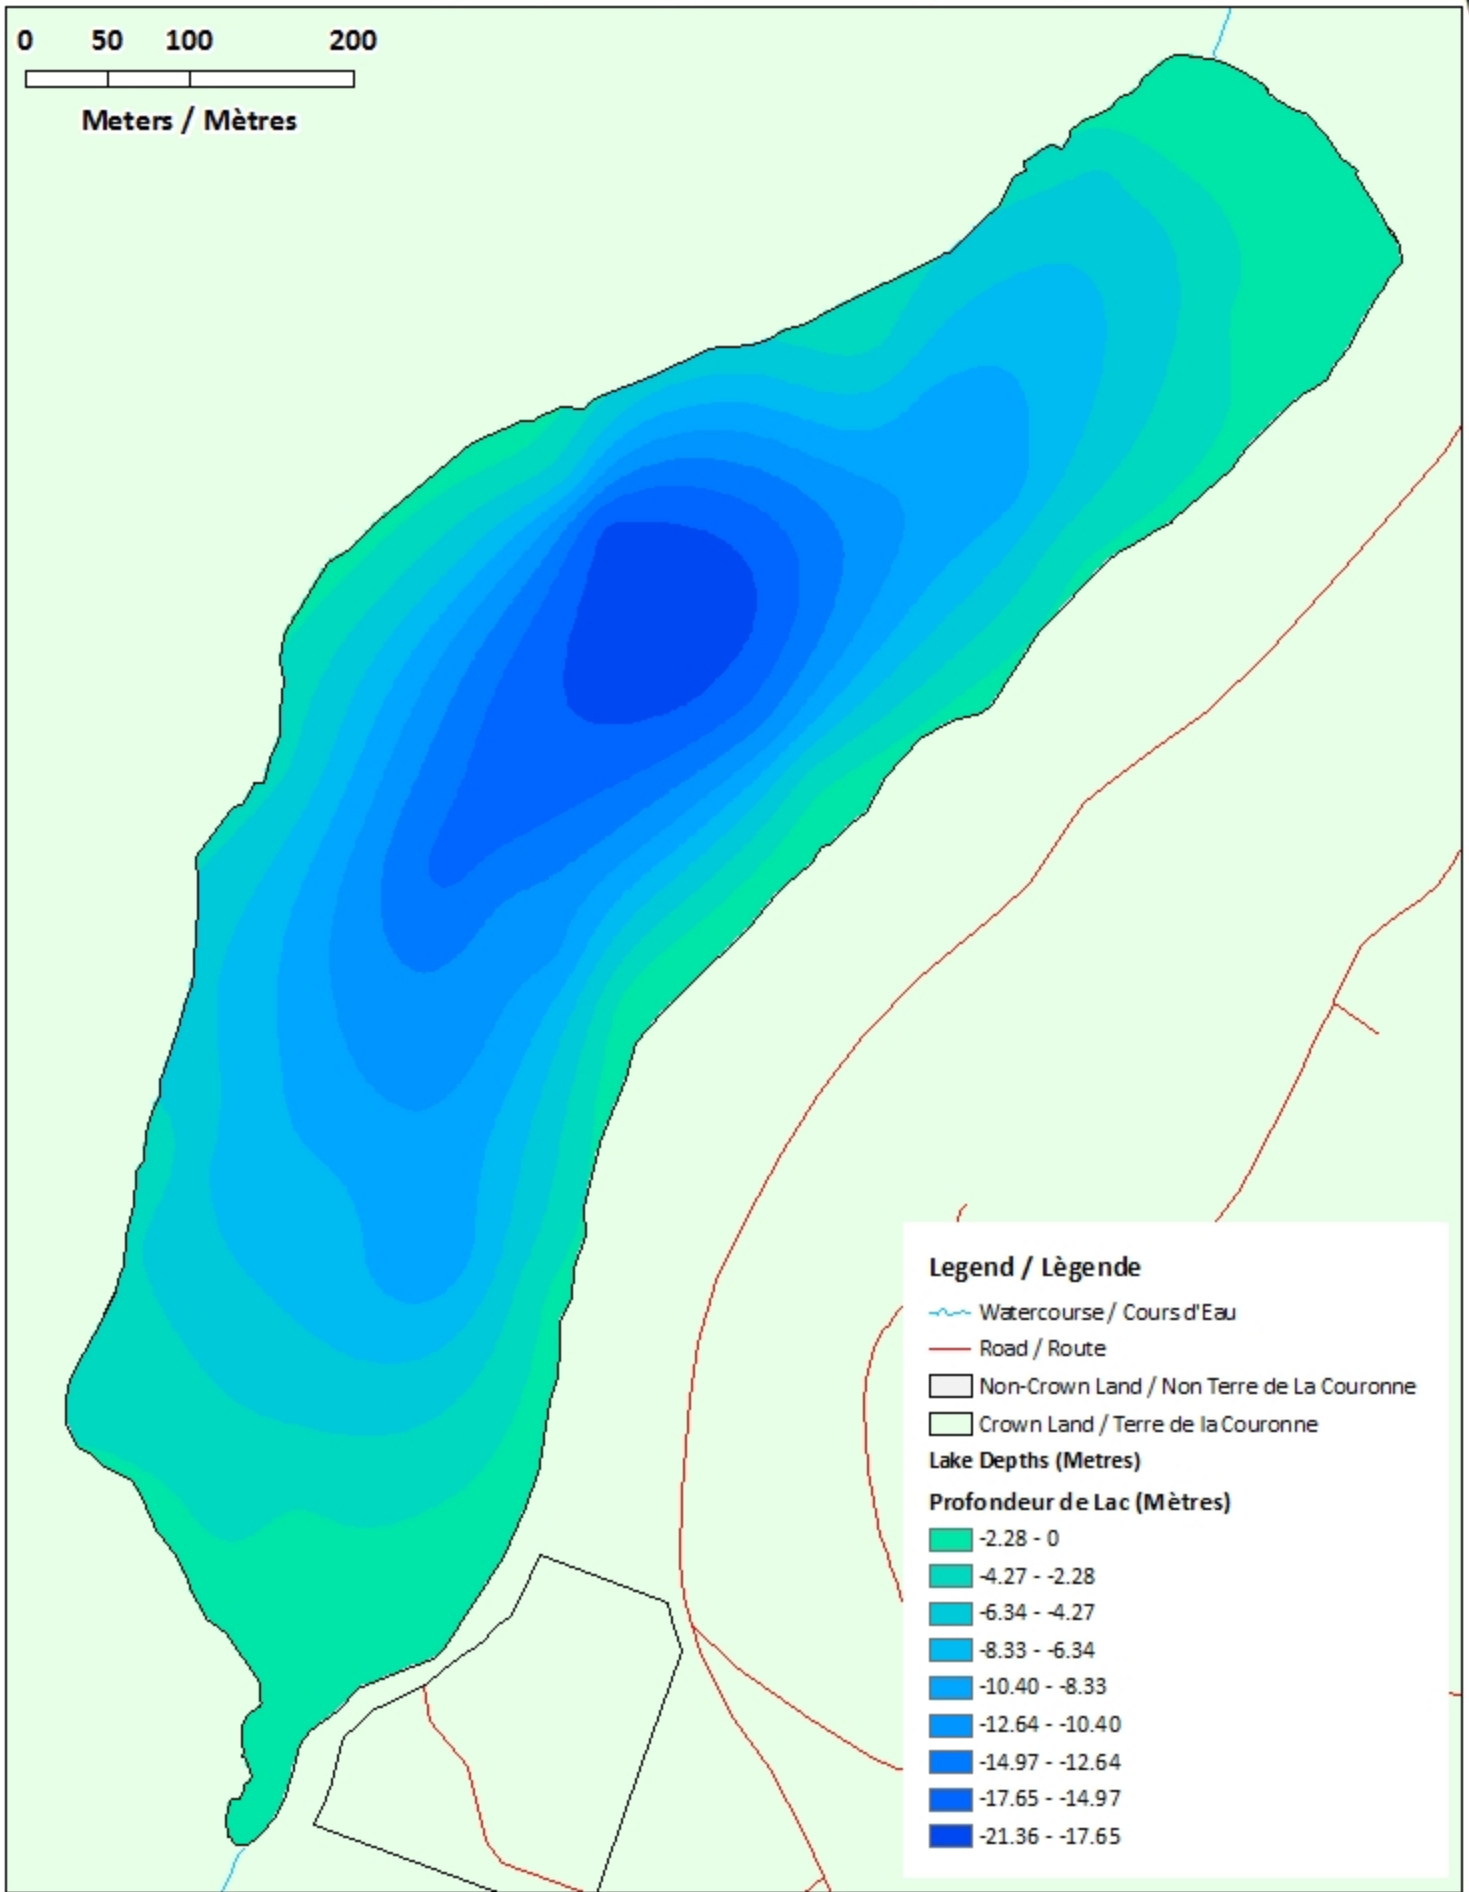 0 50 100 200
Meters / Mètres
Legend / Lègende
Watercourse / Cours d'Eau
Road / Route
Non-Crown Land / Non Terre de La Couronne
Crown Land / Terre de la Couronne
Lake Depths (Metres)
Profondeur de Lac (Mètres)
-2.28 - 0
-4.27 - -2.28
-6.34 - -4.27
-8.33 - -6.34
-10.40 - -8.33
-12.64 - -10.40
-14.97 - -12.64
-17.65 - -14.97
-21.36 - -17.65